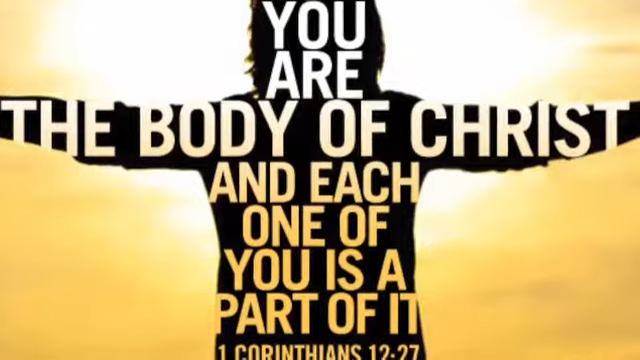 YOU
ARE
THE BODY OF CHRIST
AND EACH
ONE OF
YOU IS A
PART OF IT
1 CORINTHIANS 12:27